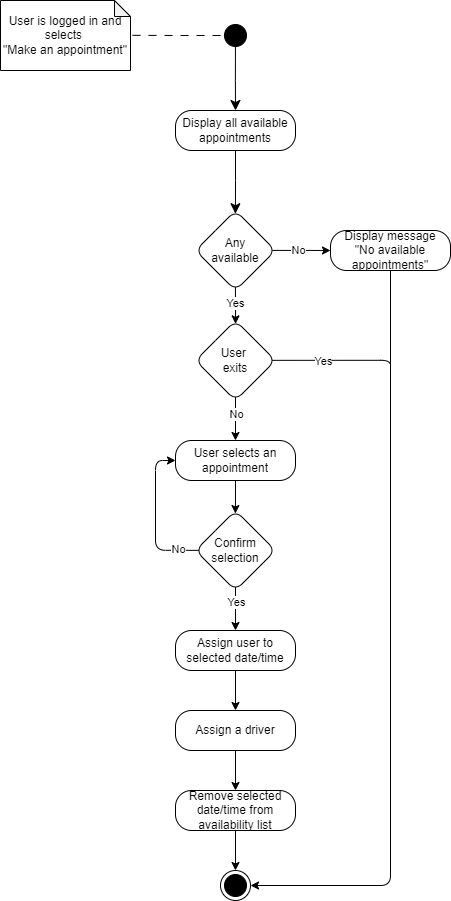 User is logged in and
selects
"Make an appointment"
Display all available
appointments
Any
available
No
Display message
"No available
appointments"
Yes
User
exits
Yes
No
User selects an
appointment
Confirm
selection
No
Yes
Assign user to
selected date/time
Assign a driver
Remove selected
date/time from
availability list